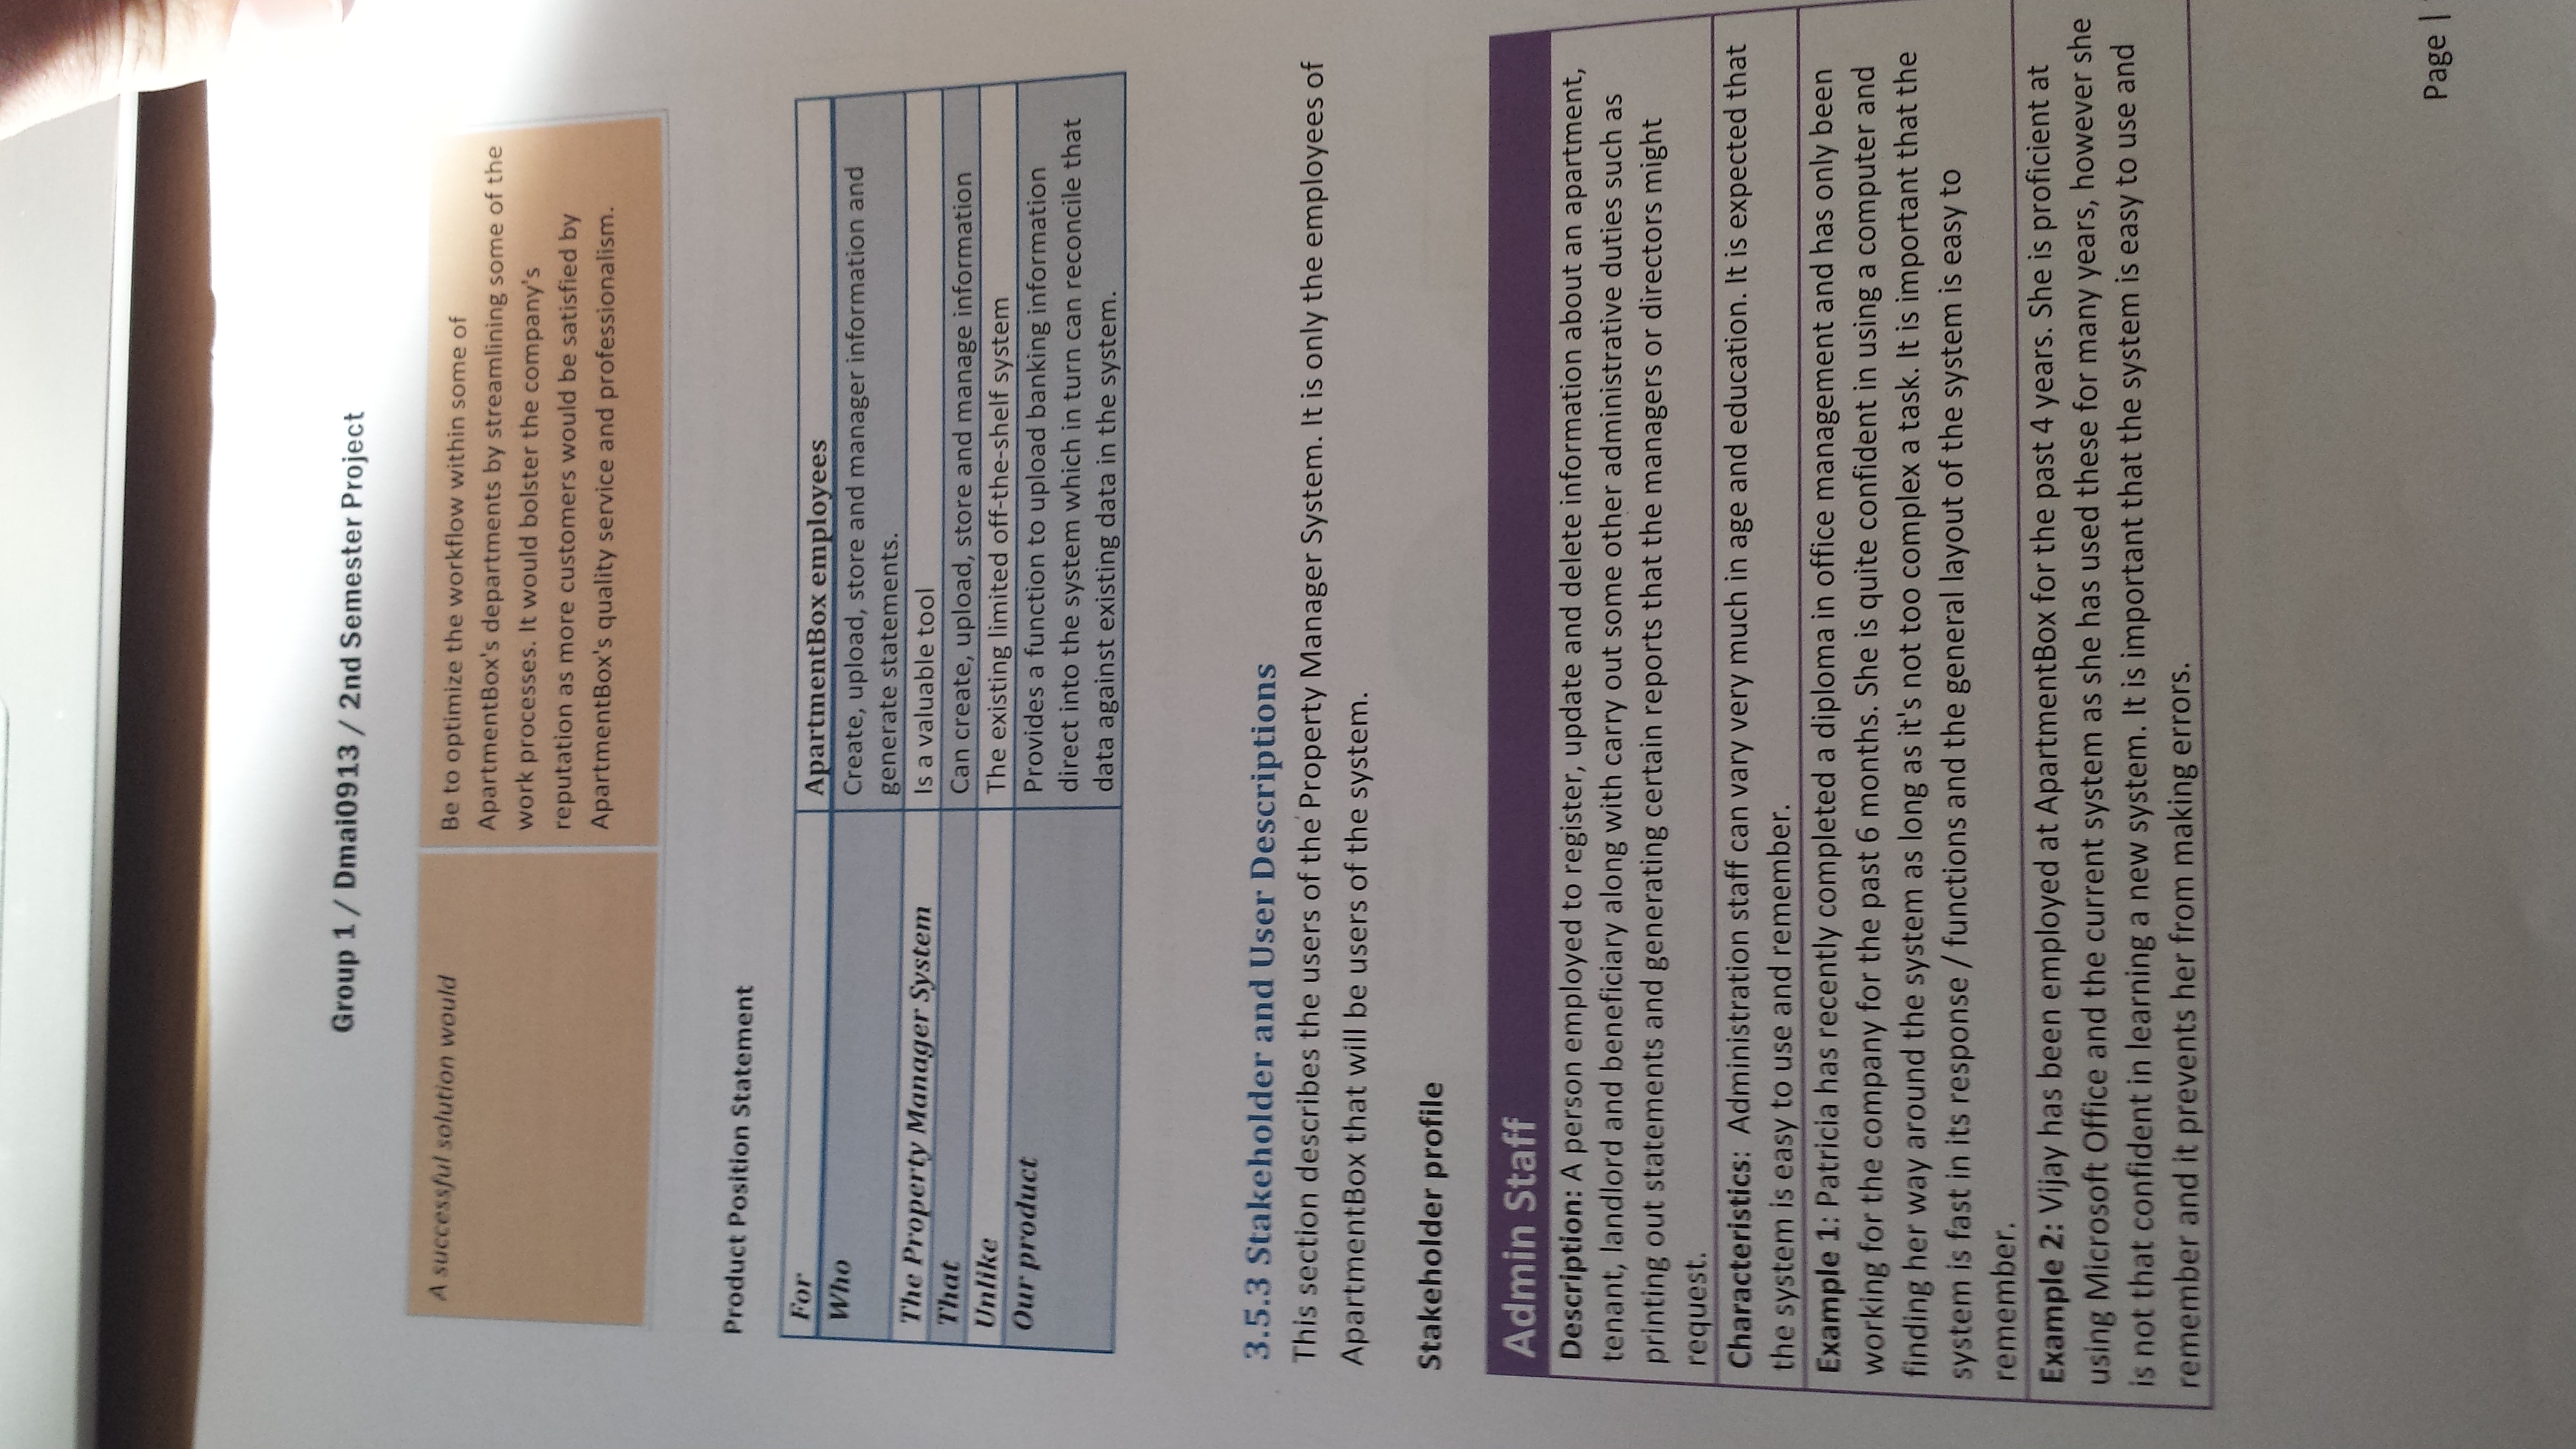 Group 1 / Dmai0913 / 2nd Semester Project
A successful solution would
Be to optimize the workflow within some of
ApartmentBox's departments by streamlining some of the
work processes. It would bolster the company's
reputation as more customers would be satisfied by
ApartmentBox's quality service and professionalism.
Product Position Statement
For
ApartmentBox employees
Who
Create, upload, store and manager information and
generate statements.
The Property Manager System
Is a valuable tool
That
Can create, upload, store and manage information
Unlike
The existing limited off-the-shelf system
Our product
Provides a function to upload banking information
direct into the system which in turn can reconcile that
data against existing data in the system.
3.5.3 Stakeholder and User Descriptions
This section describes the users of the Property Manager System. It is only the employees of
ApartmentBox that will be users of the system.
Stakeholder profile
Admin Staff
Description: A person employed to register, update and delete information about an apartment,
tenant, landlord and beneficiary along with carry out some other administrative duties such as
printing out statements and generating certain reports that the managers or directors might
request.
Characteristics: Administration staff can vary very much in age and education. It is expected that
the system is easy to use and remember.
Example 1: Patricia has recently completed a diploma in office management and has only been
working for the company for the past 6 months. She is quite confident in using a computer and
finding her way around the system as long as it's not too complex a task. It is important that the
system is fast in its response / functions and the general layout of the system is easy to
remember.
Example 2: Vijay has been employed at ApartmentBox for the past 4 years. She is proficient at
using Microsoft Office and the current system as she has used these for many years, however she
is not that confident in learning a new system. It is important that the system is easy to use and
remember and it prevents her from making errors.
Page |